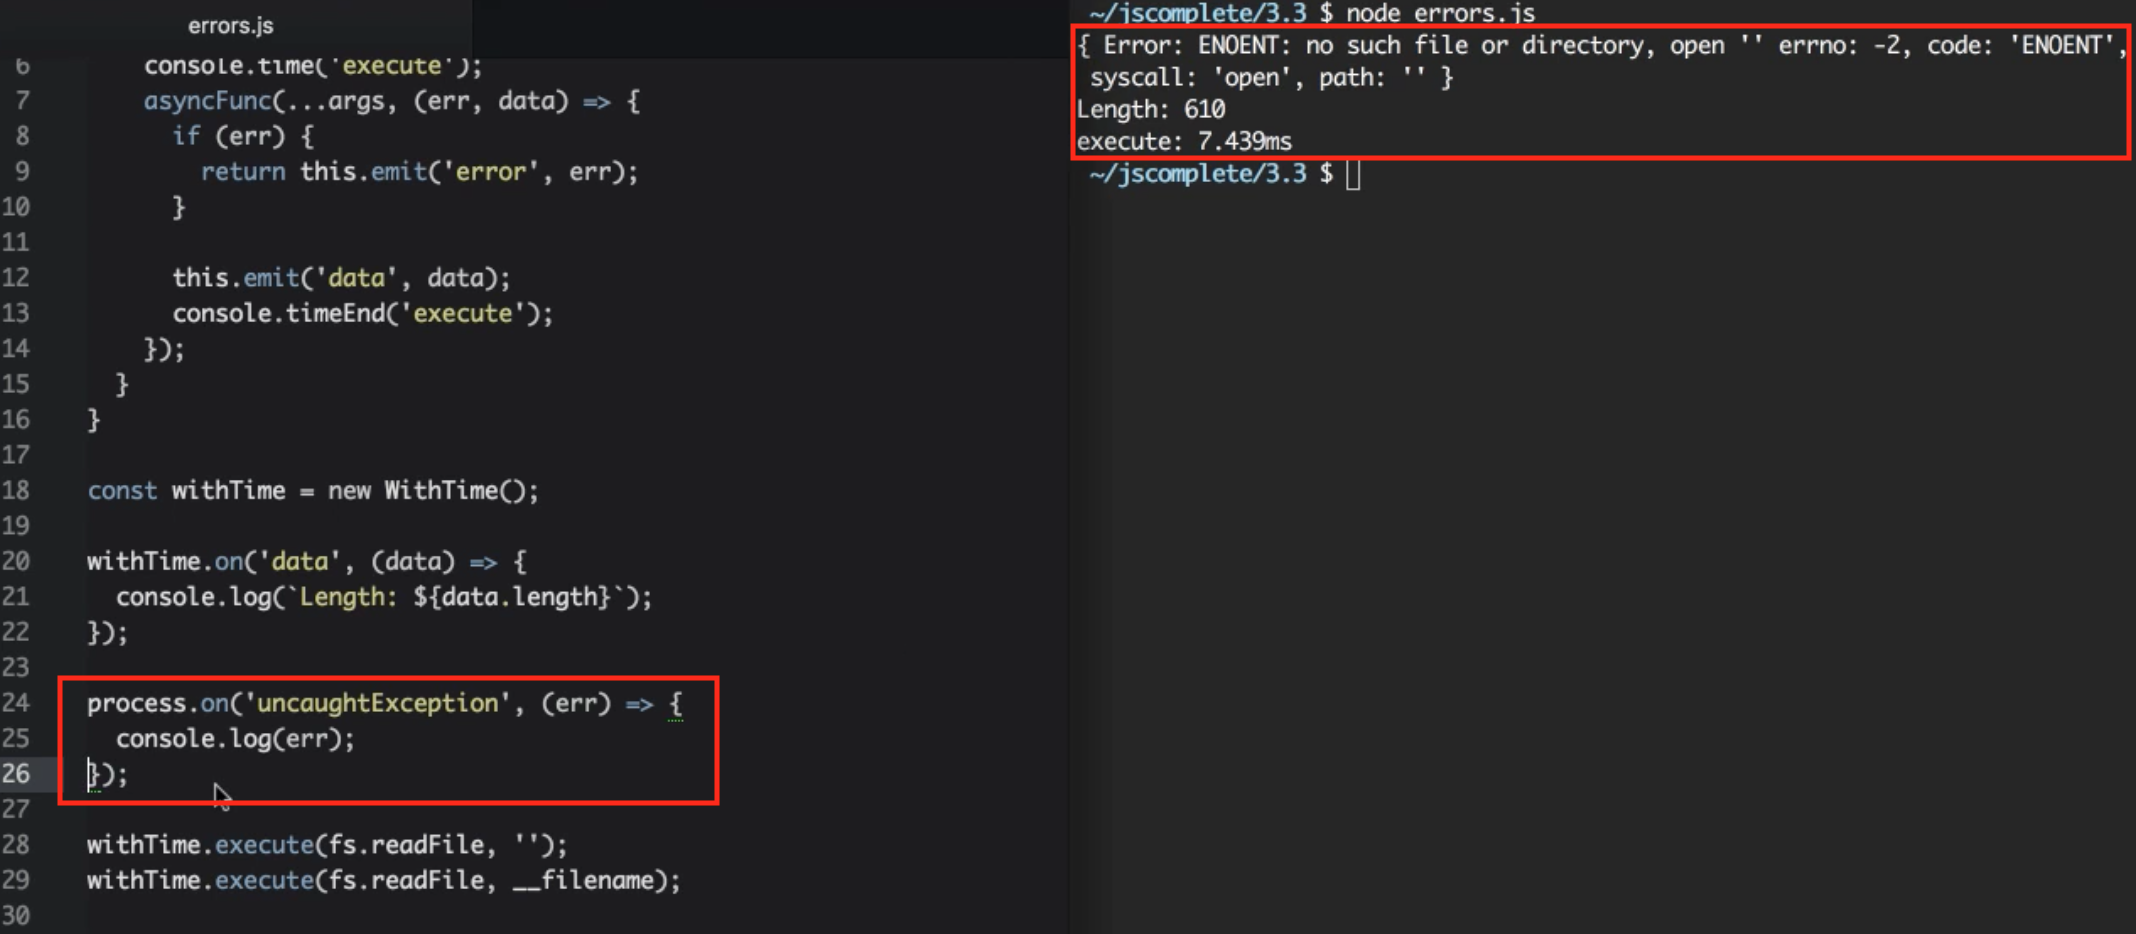 errors.js
6 console.time('execute');
7 asyncFunc(...args, (err, data) => {
8 if (err) {
9 return this.emit('error', err);
10 }
11
12 this.emit('data', data);
13 console.timeEnd('execute');
14 });
15 }
16 }
17
18 const withTime = new WithTime();
19
20 withTime.on('data', (data) => {
21 console.log(`Length: ${data.length}`);
22 });
23
24 process.on('uncaughtException', (err) => {
25 console.log(err);
26 });
27
28 withTime.execute(fs.readFile, '');
29 withTime.execute(fs.readFile, __filename);
30
~/jscomplete/3.3 $ node errors.js
{ Error: ENOENT: no such file or directory, open '' errno: -2, code: 'ENOENT',
syscall: 'open', path: '' }
Length: 610
execute: 7.439ms
~/jscomplete/3.3 $